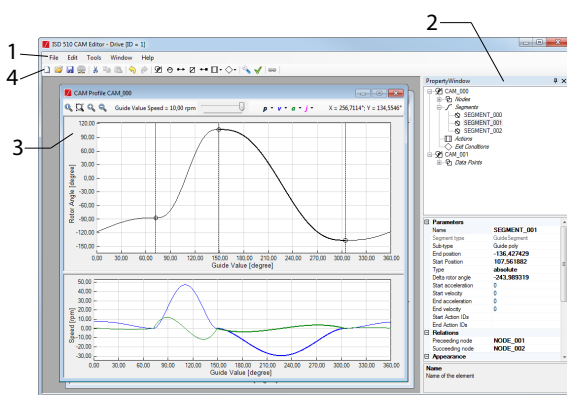 2
ISD 510 CAM Editor - Drive [ID = 1]
1
File Edit Tools Window Help
4
PropertyWindow
CAM Profile CAM_000
Guide Value Speed = 10,00 rpm
p v a j
X = 256,7114°; Y = 134,5546°
3
120,00
90,00
60,00
30,00
0,00
-30,00
-60,00
-90,00
-120,00
-150,00
Rotor Angle [degree]
0,00 30,00 60,00 90,00 120,00 150,00 180,00 210,00 240,00 270,00 300,00 330,00 360,00
Guide Value [degree]
50,00
40,00
30,00
20,00
10,00
0,00
-10,00
-20,00
-30,00
Speed [rpm]
0,00 30,00 60,00 90,00 120,00 150,00 180,00 210,00 240,00 270,00 300,00 330,00 360,00
Guide Value [degree]
CAM_000
Nodes
Segments
SEGMENT_000
SEGMENT_001
SEGMENT_002
Actions
Exit Conditions
CAM_001
Data Points
Parameters
Name SEGMENT_001
Segment type GuideSegment
Sub-type Guide poly
End position -136,427429
Start Position 107,561882
Type absolute
Delta rotor angle -243,989319
Start acceleration 0
Start velocity 0
End acceleration 0
End velocity 0
Start Action IDs
End Action IDs
Relations
Preceeding node NODE_001
Succeeding node NODE_002
Appearance
Name
Name of the element